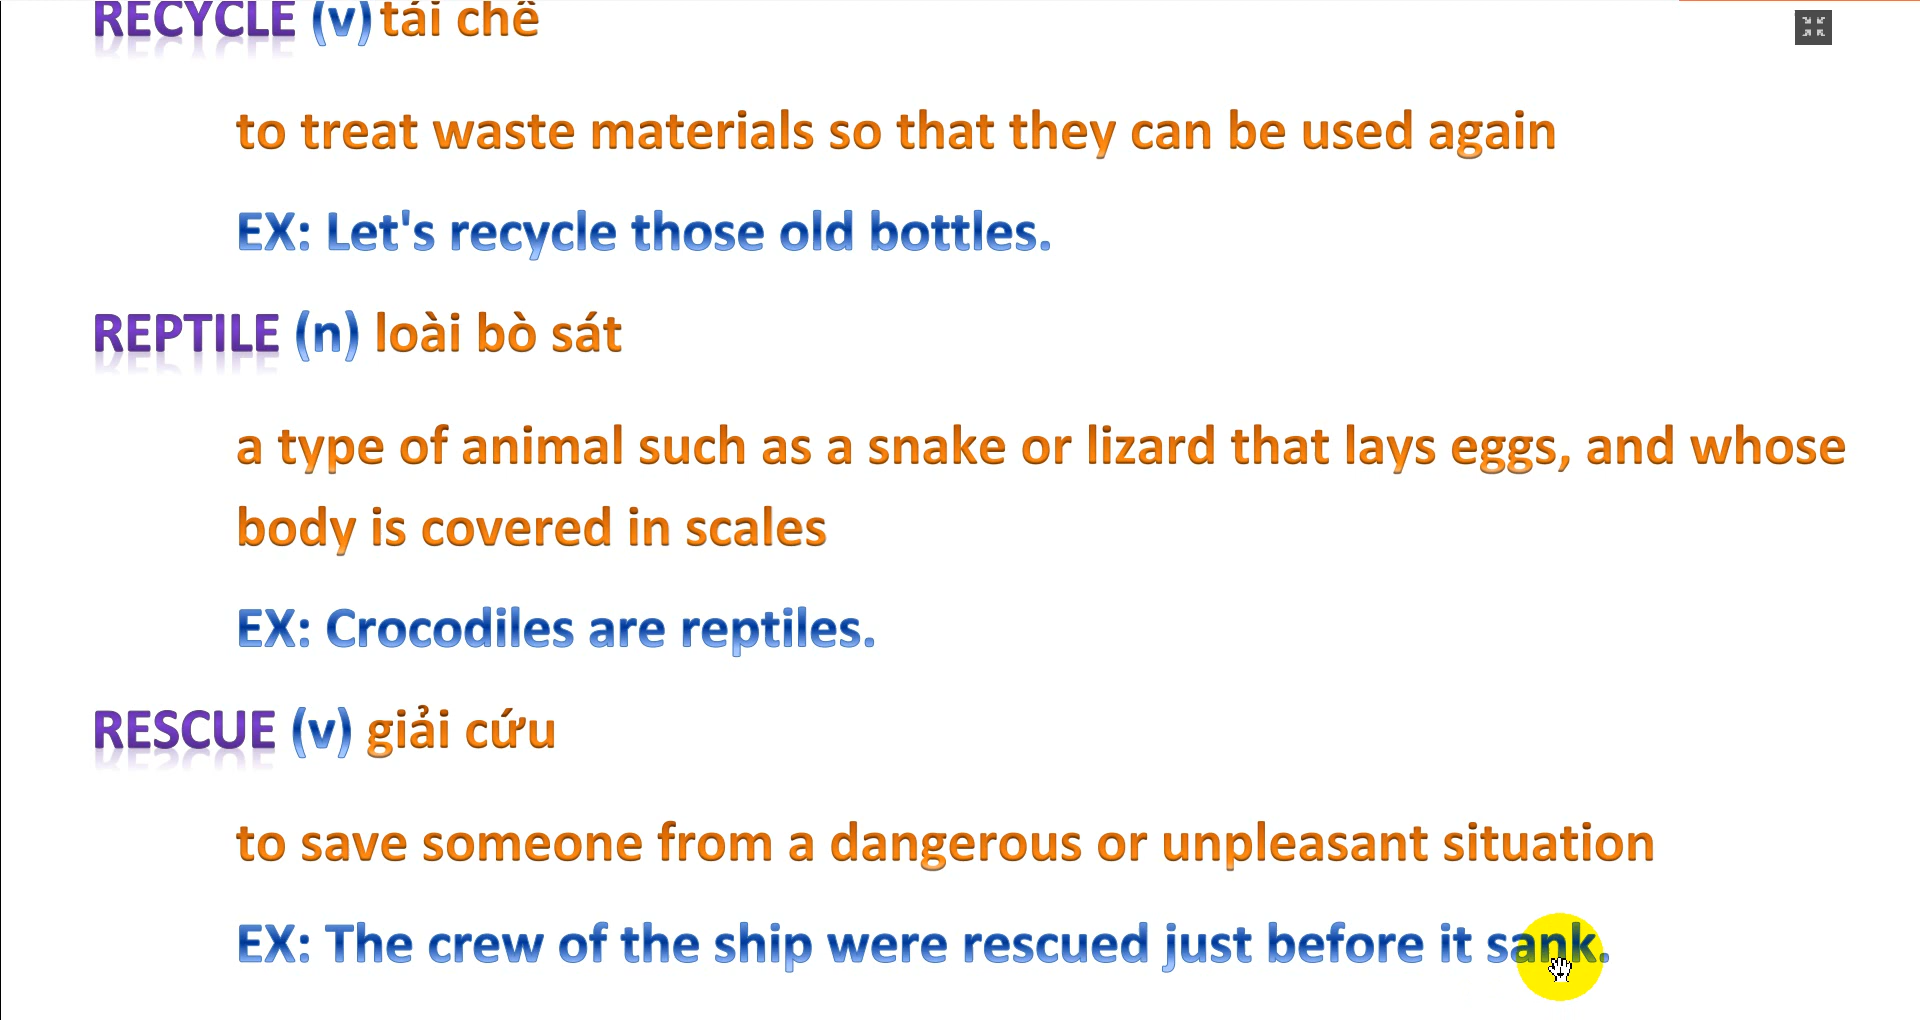 RECYCLE (v) tái chế
to treat waste materials so that they can be used again
EX: Let's recycle those old bottles.
REPTILE (n) loài bò sát
a type of animal such as a snake or lizard that lays eggs, and whose
body is covered in scales
EX: Crocodiles are reptiles.
RESCUE (v) giải cứu
to save someone from a dangerous or unpleasant situation
EX: The crew of the ship were rescued just before it sank.